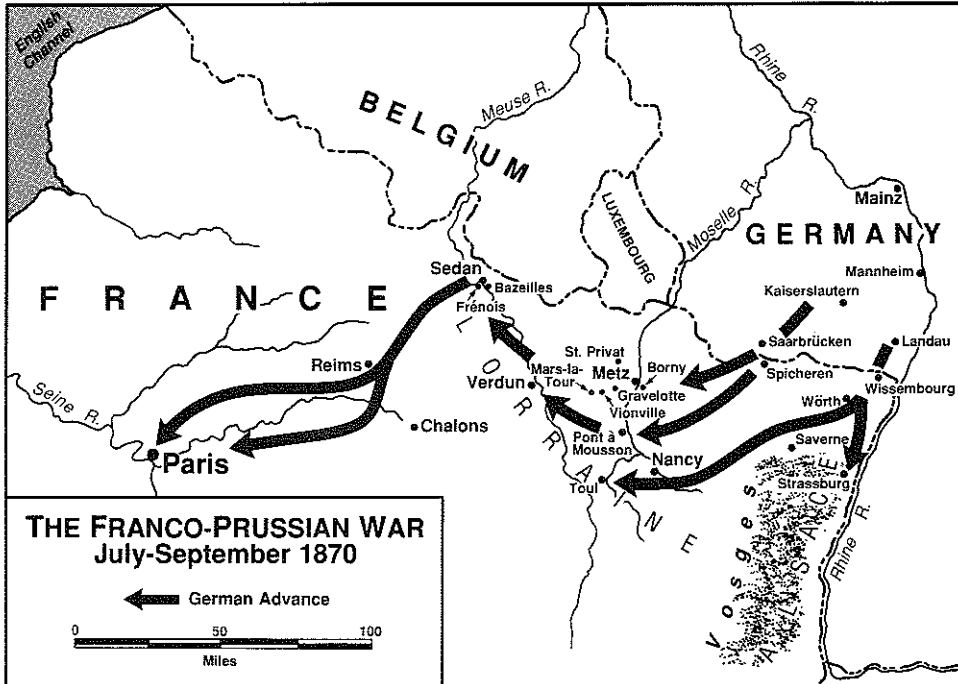 English
Channel
BELGIUM
Meuse R.
Rhine
R.
LUXEMBOURG
Moselle R.
Mainz
GERMANY
Mannheim
Kaiserslautern
Sedan
Bazeilles
Frénois
FRANCE
Saarbrücken
Landau
Spicheren
Wissembourg
St. Privat
Metz
Borny
Mars-la-
Tour
Gravelotte
Vionville
Reims
Verdun
Wörth
Seine R.
Chalons
Pont à
Mousson
Saverne
Paris
Nancy
Toul
Strassburg
LORRAINE
Vosges
ALSACE
Rhine R.
THE FRANCO-PRUSSIAN WAR
July-September 1870
German Advance
0 50 100
Miles